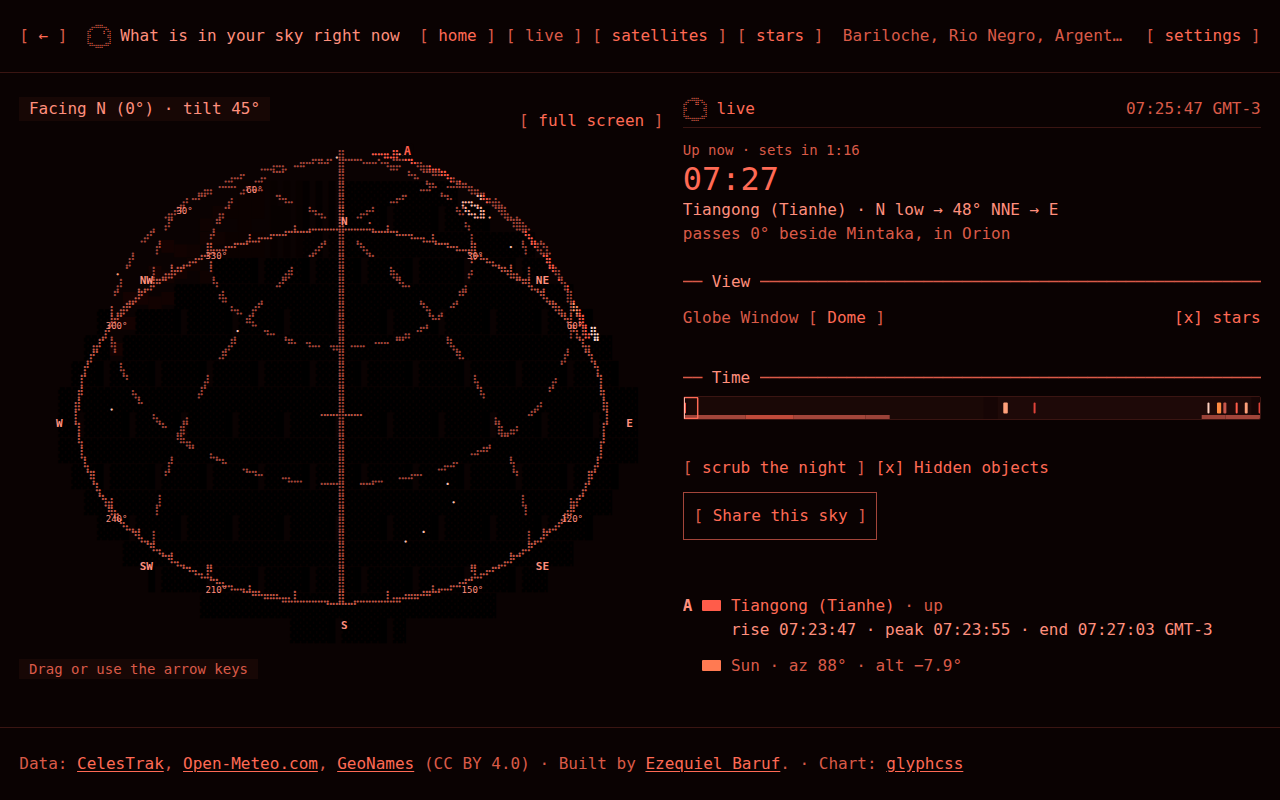 [ ← ] What is in your sky right now [ home ] [ live ] [ satellites ] [ stars ] Bariloche, Rio Negro, Argent… [ settings ]
Facing N (0°) · tilt 45°
[ full screen ]
A
60°
30°
N
330°
30°
NW
NE
300°
60°
W
E
240°
120°
SW
SE
210°
150°
S
Drag or use the arrow keys
live 07:25:47 GMT-3
Up now · sets in 1:16
07:27
Tiangong (Tianhe) · N low → 48° NNE → E
passes 0° beside Mintaka, in Orion
View
Globe Window [ Dome ] [x] stars
Time
[ scrub the night ] [x] Hidden objects
[ Share this sky ]
A Tiangong (Tianhe) · up
rise 07:23:47 · peak 07:23:55 · end 07:27:03 GMT-3
Sun · az 88° · alt −7.9°
Data: CelesTrak, Open-Meteo.com, GeoNames (CC BY 4.0) · Built by Ezequiel Baruf. · Chart: glyphcss